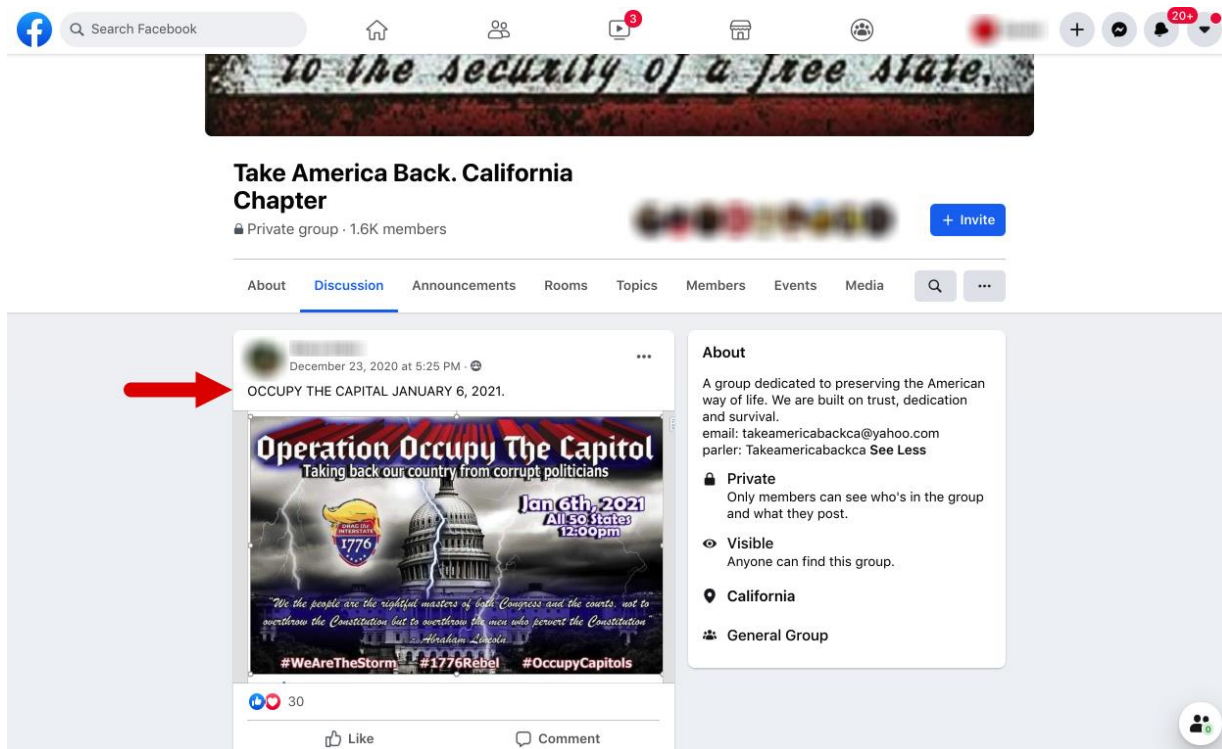 Search Facebook
3
20+
to the security of a free state,
Take America Back. California
Chapter
Private group · 1.6K members
+ Invite
About Discussion Announcements Rooms Topics Members Events Media
December 23, 2020 at 5:25 PM ·
OCCUPY THE CAPITAL JANUARY 6, 2021.
Operation Occupy The Capitol
Taking back our country from corrupt politicians
Jan 6th, 2021
All 50 States
12:00pm
DRAG the
INTERSTATE
1776
"We the people are the rightful masters of both Congress and the courts, not to
overthrow the Constitution but to overthrow the men who pervert the Constitution"
- Abraham Lincoln
#WeAreTheStorm #1776Rebel #OccupyCapitols
30
Like Comment
About
A group dedicated to preserving the American
way of life. We are built on trust, dedication
and survival.
email: takeamericabackca@yahoo.com
parler: Takeamericabackca See Less
Private
Only members can see who's in the group
and what they post.
Visible
Anyone can find this group.
California
General Group
0